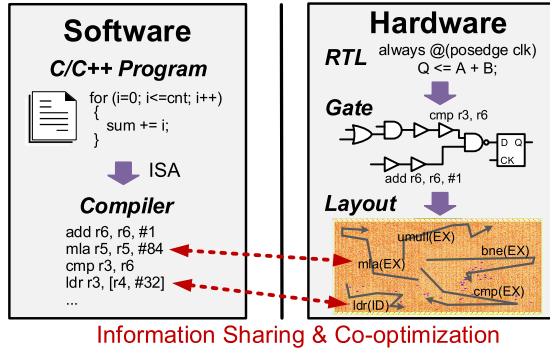 Software
C/C++ Program
for (i=0; i<=cnt; i++)
{
sum += i;
}
ISA
Compiler
add r6, r6, #1
mla r5, r5, #84
cmp r3, r6
ldr r3, [r4, #32]
...
Hardware
RTL
always @(posedge clk)
Q <= A + B;
Gate
cmp r3, r6
D Q
CK
add r6, r6, #1
Layout
umull(EX)
bne(EX)
mla(EX)
cmp(EX)
ldr(ID)
Information Sharing & Co-optimization